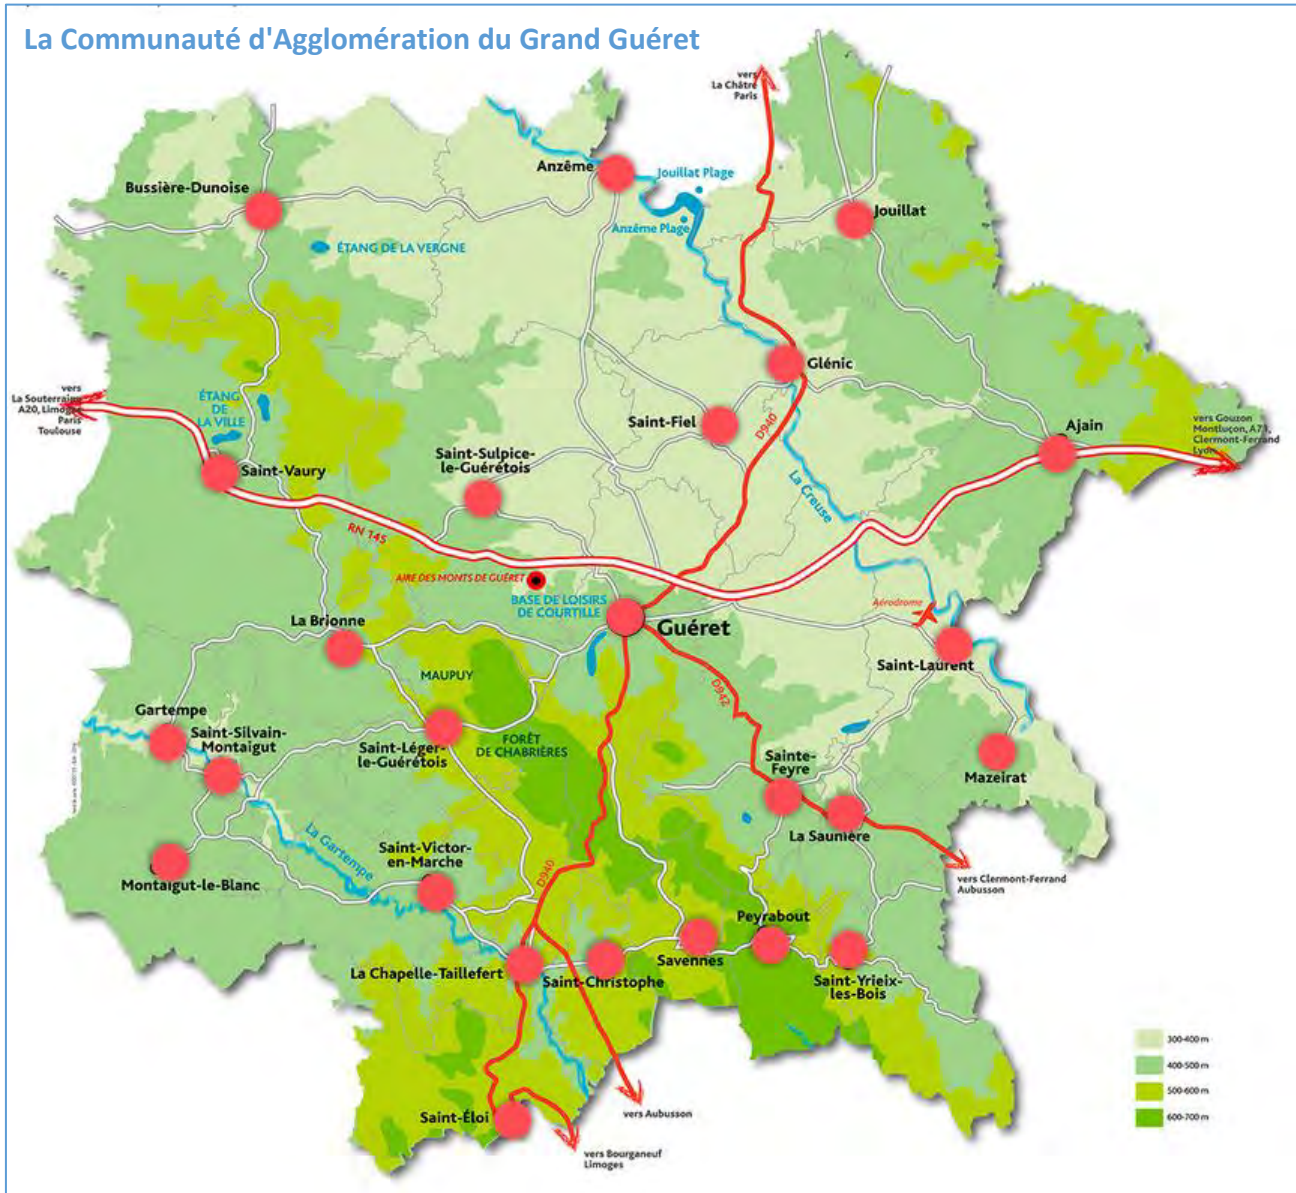 La Communauté d'Agglomération du Grand Guéret
vers
La Châtre
Paris
Anzême
Jouillat Plage
Bussière-Dunoise
Jouillat
Anzême Plage
ÉTANG DE LA VERGNE
Glénic
vers
La Souterraine
A20, Limoges
Paris
Toulouse
ÉTANG
DE
LA VILLE
Saint-Fiel
D940
Ajain
vers Gouzon
Montluçon, A71,
Clermont-Ferrand
Lyon
Saint-Sulpice-
le-Guérétois
Saint-Vaury
La Creuse
RN 145
AIRE DES MONTS DE GUÉRET
BASE DE LOISIRS
DE COURTILLE
Aérodrome
La Brionne
Guéret
Saint-Laurent
MAUPUY
D942
Gartempe
Saint-Silvain-
Montaigut
Saint-Léger-
le-Guérétois
FORÊT
DE CHABRIÈRES
Sainte-
Feyre
Mazeirat
La Saunière
La Gartempe
Saint-Victor-
en-Marche
D940
Montaigut-le-Blanc
vers Clermont-Ferrand
Aubusson
Peyrabout
Savennes
La Chapelle-Taillefert
Saint-Christophe
Saint-Yrieix-
les-Bois
300-400 m
400-500 m
500-600 m
600-700 m
Saint-Éloi
vers Aubusson
vers Bourganeuf
Limoges